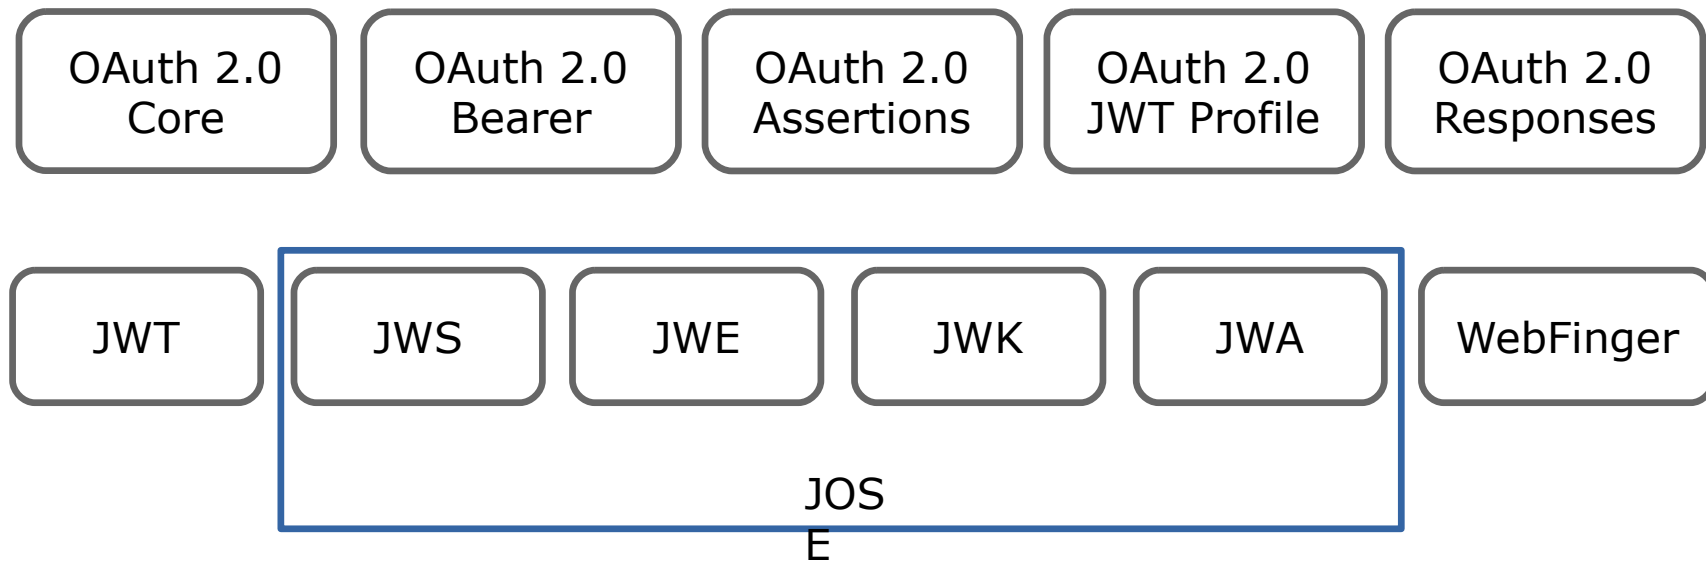 OAuth 2.0
Core
OAuth 2.0
Bearer
OAuth 2.0
Assertions
OAuth 2.0
JWT Profile
OAuth 2.0
Responses
JWT
JWS
JWE
JWK
JWA
WebFinger
JOS
E